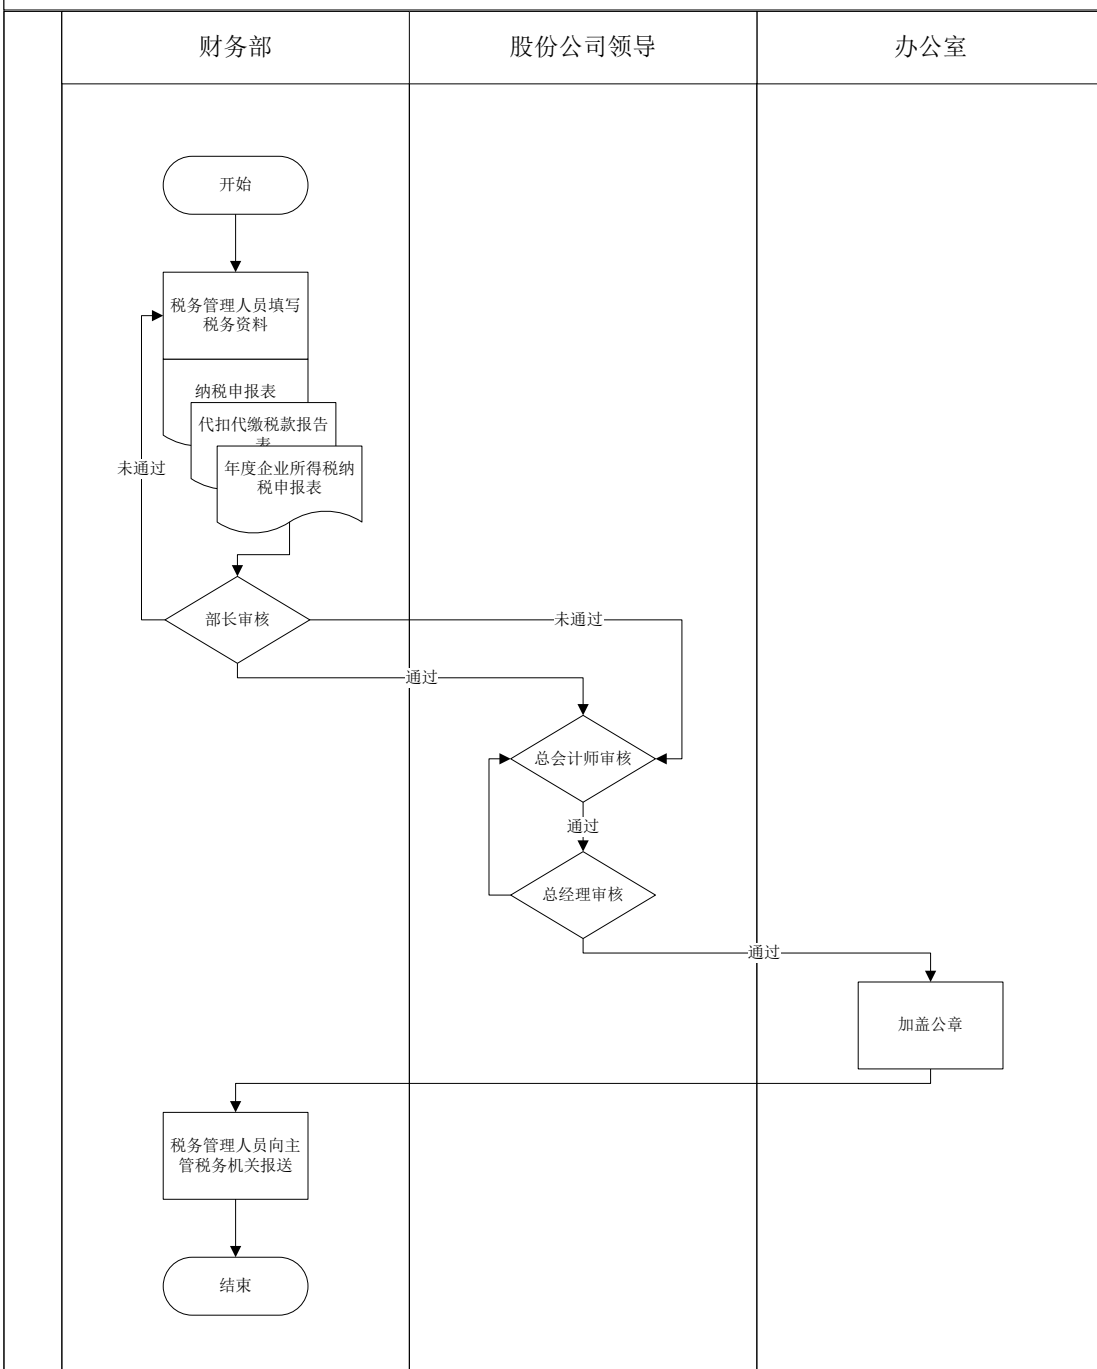 财务部
股份公司领导
办公室
开始
税务管理人员填写
税务资料
纳税申报表
代扣代缴税款报告
表
年度企业所得税纳
税申报表
未通过
部长审核
未通过
通过
总会计师审核
通过
总经理审核
通过
加盖公章
税务管理人员向主
管税务机关报送
结束